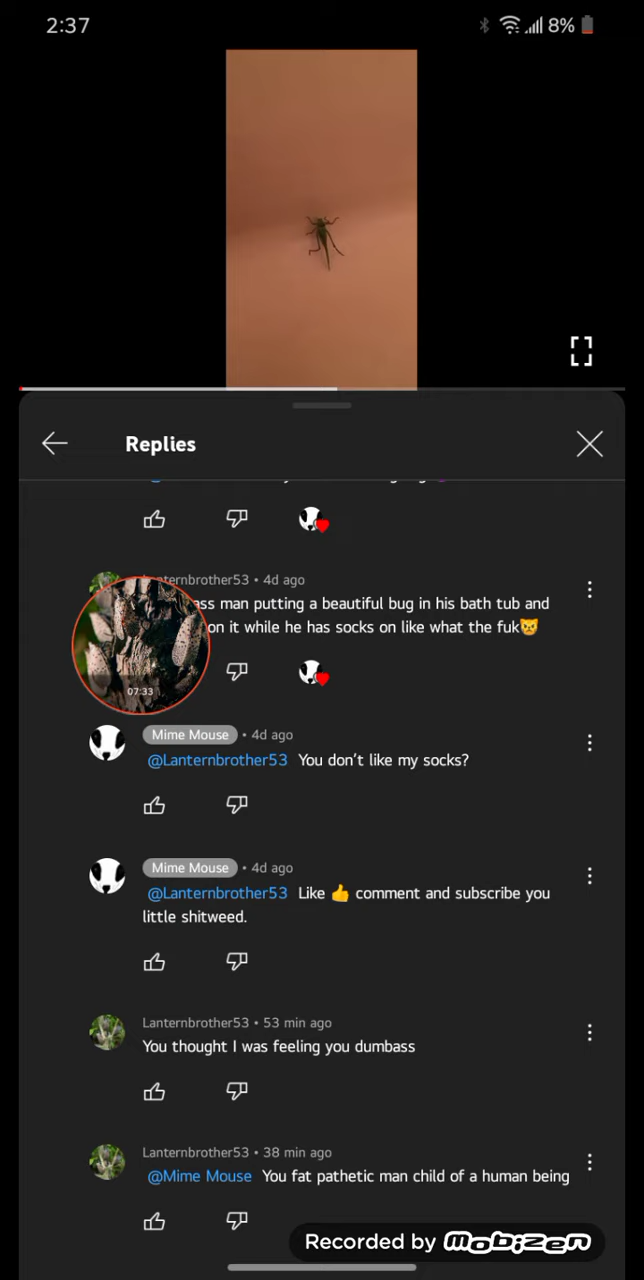 2:37
8%
Replies
Lanternbrother53 • 4d ago
ass man putting a beautiful bug in his bath tub and
on it while he has socks on like what the fuk😾
07:33
Mime Mouse • 4d ago
@Lanternbrother53 You don't like my socks?
Mime Mouse • 4d ago
@Lanternbrother53 Like 👍 comment and subscribe you
little shitweed.
Lanternbrother53 • 53 min ago
You thought I was feeling you dumbass
Lanternbrother53 • 38 min ago
@Mime Mouse You fat pathetic man child of a human being
Recorded by mobizen